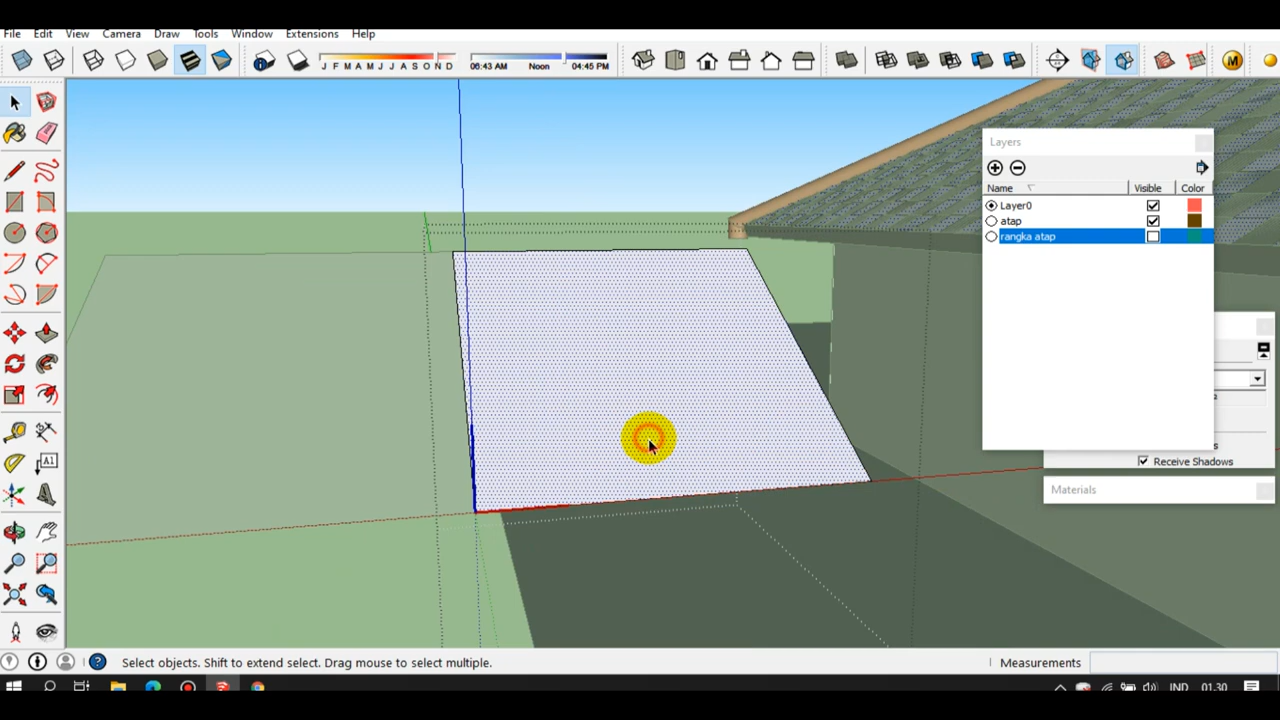 File Edit View Camera Draw Tools Window Extensions Help
J F M A M J J A S O N D 06:43 AM Noon 04:45 PM
M
Layers
Name Visible Color
Layer0
atap
rangka atap
A1
Receive Shadows
Materials
Select objects. Shift to extend select. Drag mouse to select multiple.
Measurements
IND 01.30